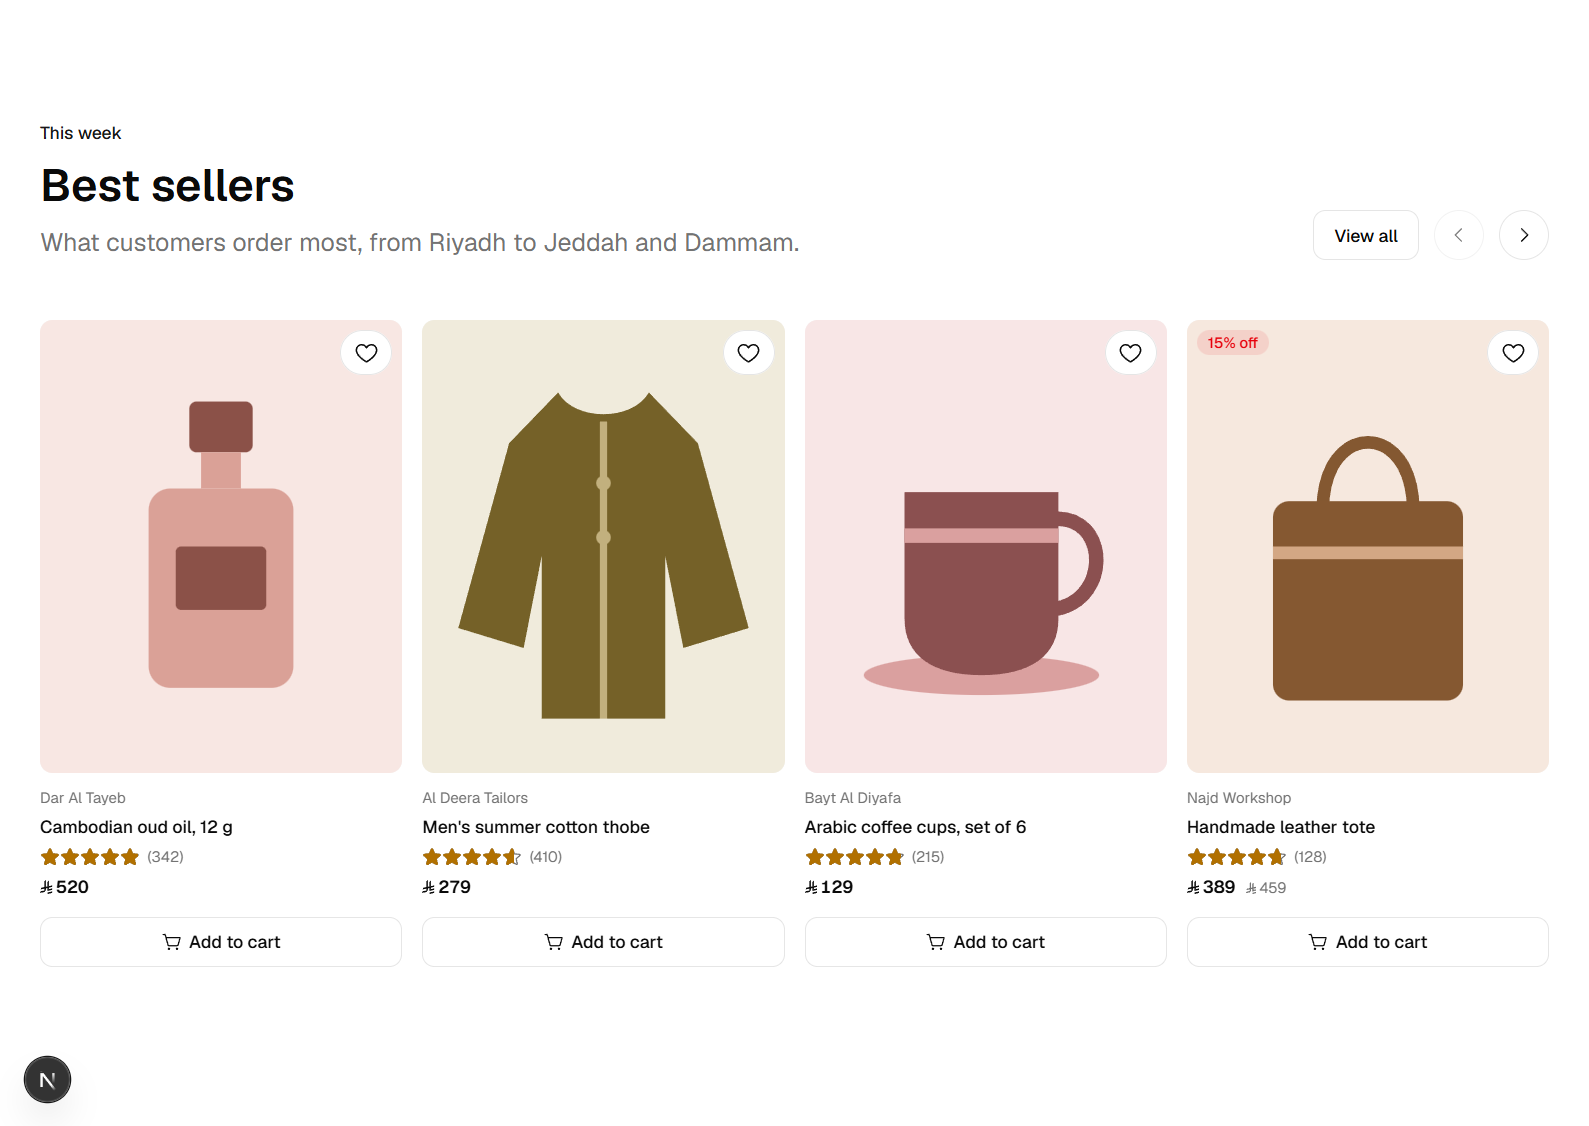 This week
Best sellers
What customers order most, from Riyadh to Jeddah and Dammam.
View all
15% off
Dar Al Tayeb
Cambodian oud oil, 12 g
(342)
⃁ 520
Add to cart
Al Deera Tailors
Men's summer cotton thobe
(410)
⃁ 279
Add to cart
Bayt Al Diyafa
Arabic coffee cups, set of 6
(215)
⃁ 129
Add to cart
Najd Workshop
Handmade leather tote
(128)
⃁ 389 ⃁ 459
Add to cart
N